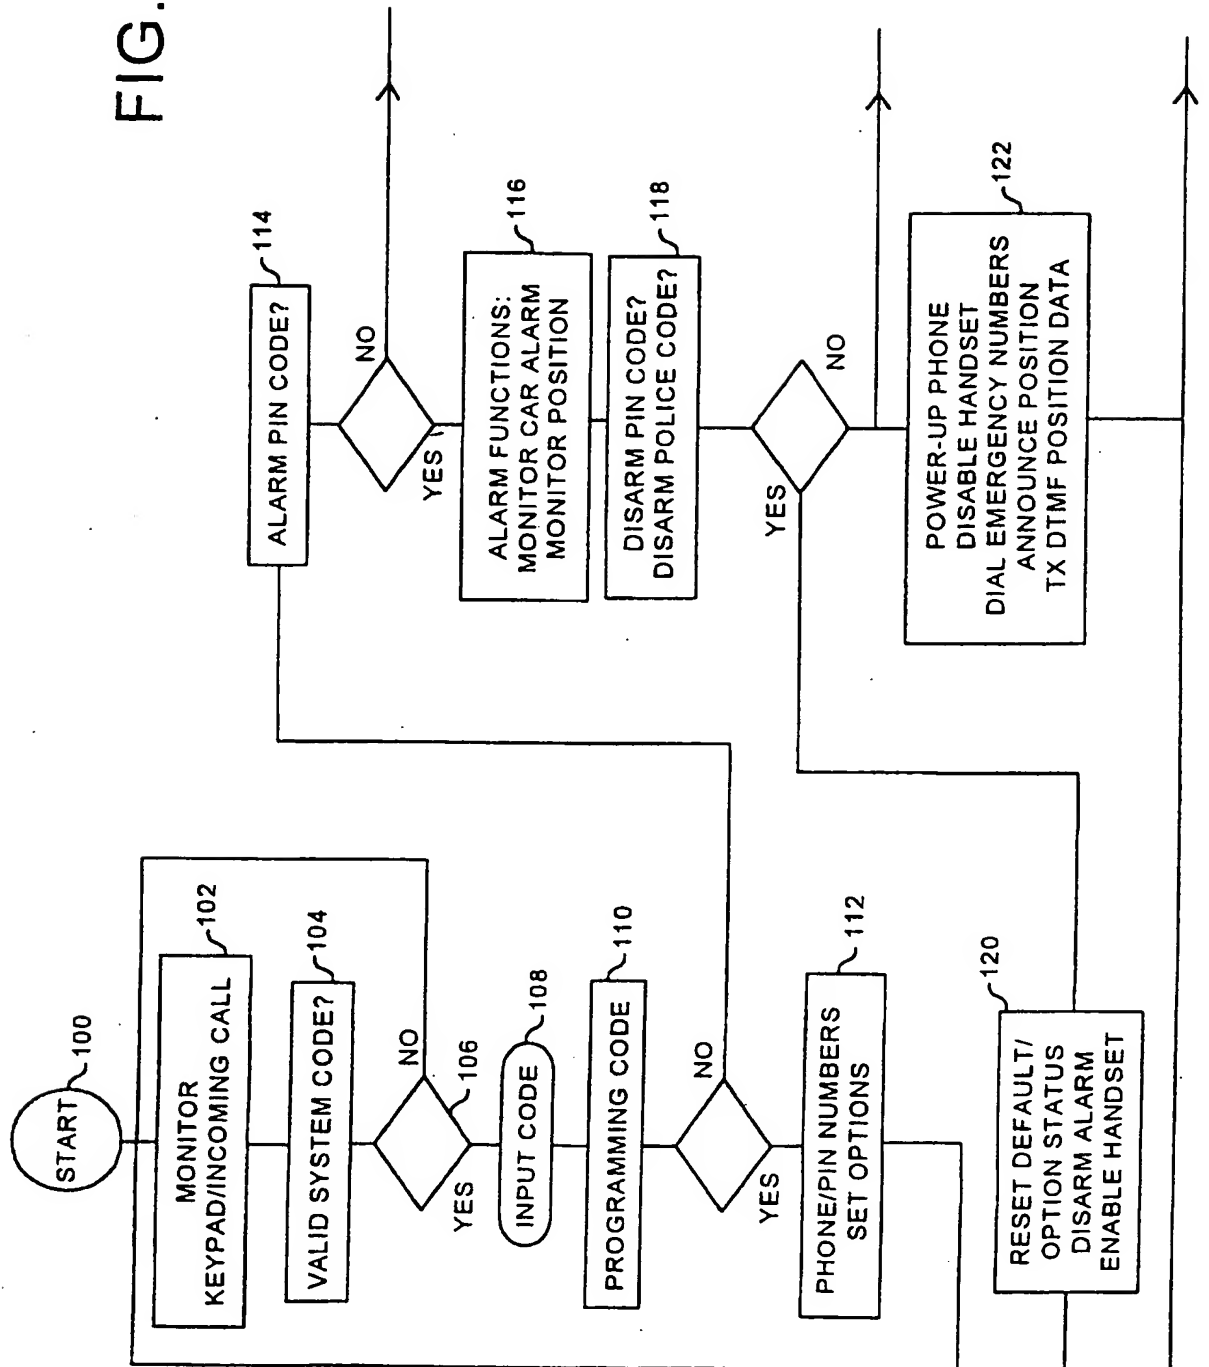 FIG.
START
100
MONITOR
KEYPAD/INCOMING CALL
102
VALID SYSTEM CODE?
104
NO
106
YES
INPUT CODE
108
PROGRAMMING CODE
110
NO
YES
PHONE/PIN NUMBERS
SET OPTIONS
112
ALARM PIN CODE?
114
NO
YES
ALARM FUNCTIONS:
MONITOR CAR ALARM
MONITOR POSITION
116
DISARM PIN CODE?
DISARM POLICE CODE?
118
YES
NO
RESET DEFAULT/
OPTION STATUS
DISARM ALARM
ENABLE HANDSET
120
POWER-UP PHONE
DISABLE HANDSET
DIAL EMERGENCY NUMBERS
ANNOUNCE POSITION
TX DTMF POSITION DATA
122